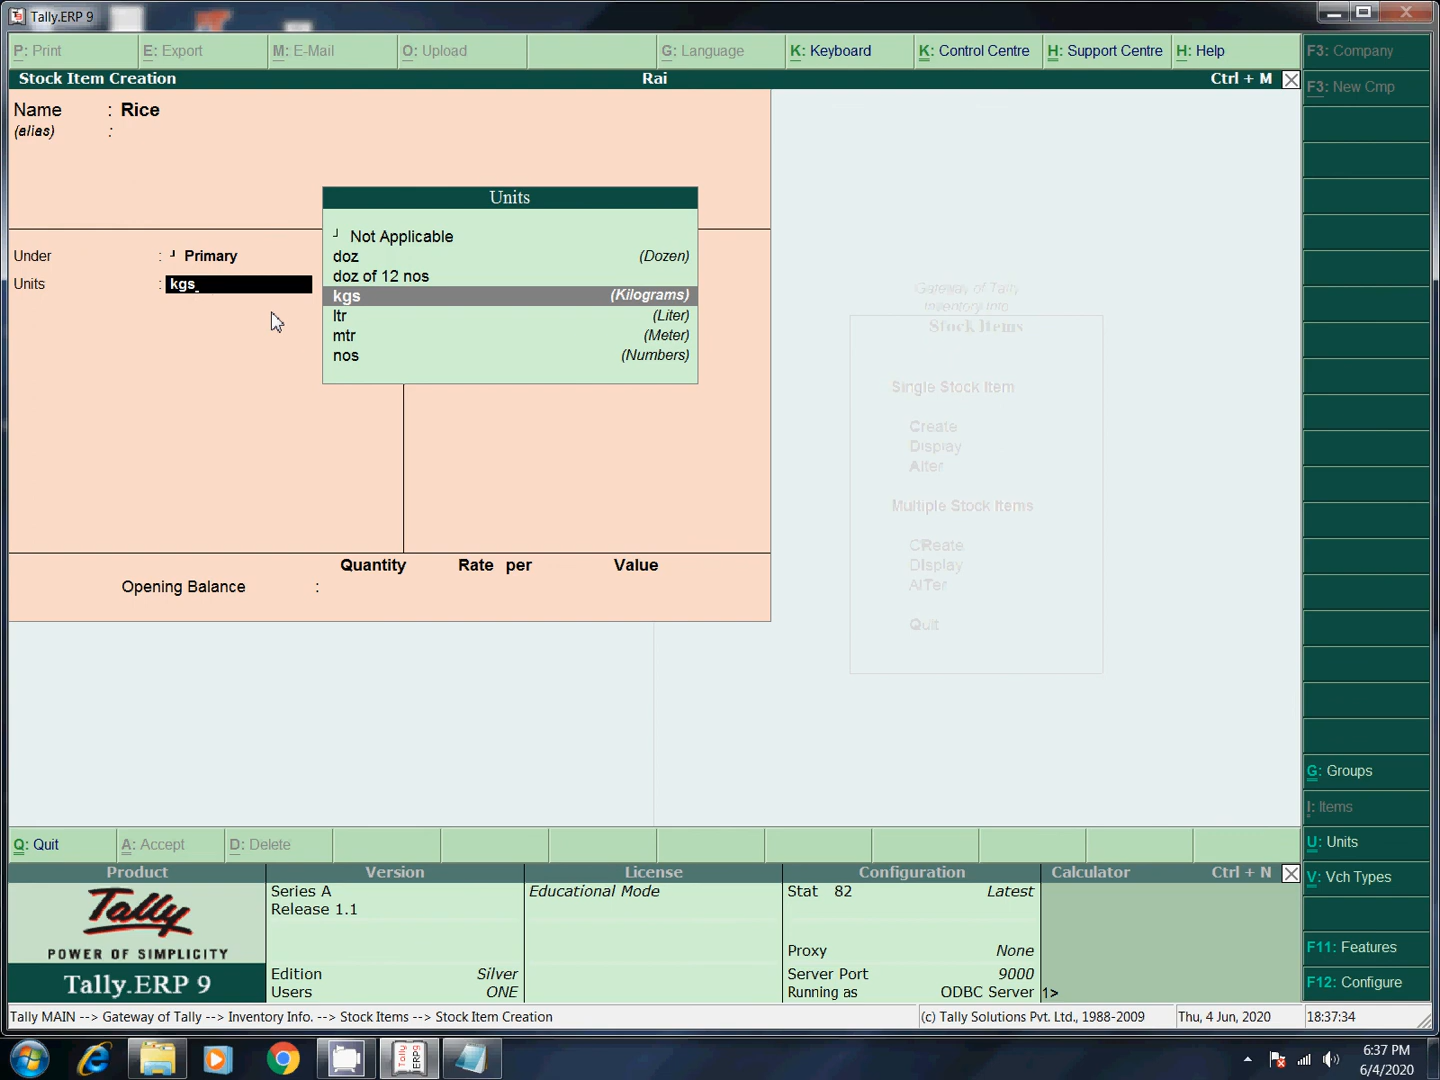 Tally.ERP 9
P: Print
E: Export
M: E-Mail
O: Upload
G: Language
K: Keyboard
K: Control Centre
H: Support Centre
H: Help
F3: Company
F3: New Cmp
Stock Item Creation
Rai
Ctrl + M
Name : Rice
(alias) :
Under : Primary
Units : kgs
Units
Not Applicable
doz (Dozen)
doz of 12 nos
kgs (Kilograms)
ltr (Liter)
mtr (Meter)
nos (Numbers)
Gateway of Tally
Inventory Info.
Stock Items
Single Stock Item
Create
Display
Alter
Multiple Stock Items
CReate
DIsplay
AlTer
Quit
Quantity Rate per Value
Opening Balance :
G: Groups
I: Items
U: Units
V: Vch Types
F11: Features
F12: Configure
Q: Quit
A: Accept
D: Delete
Product
Version
License
Configuration
Calculator
Ctrl + N
Tally
POWER OF SIMPLICITY
Tally.ERP 9
Series A
Release 1.1
Edition Silver
Users ONE
Educational Mode
Stat 82 Latest
Proxy None
Server Port 9000
Running as ODBC Server
1>
Tally MAIN --> Gateway of Tally --> Inventory Info. --> Stock Items --> Stock Item Creation
(c) Tally Solutions Pvt. Ltd., 1988-2009
Thu, 4 Jun, 2020
18:37:34
Tally
ERP9
6:37 PM
6/4/2020